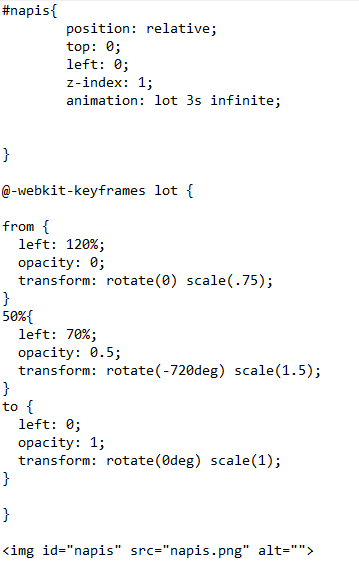 #napis{
        position: relative;
        top: 0;
        left: 0;
        z-index: 1;
        animation: lot 3s infinite;


}

@-webkit-keyframes lot {

from {
  left: 120%;
  opacity: 0;
  transform: rotate(0) scale(.75);
}
50%{
  left: 70%;
  opacity: 0.5;
  transform: rotate(-720deg) scale(1.5);
}
to {
  left: 0;
  opacity: 1;
  transform: rotate(0deg) scale(1);
}

}

<img id="napis" src="napis.png" alt="">